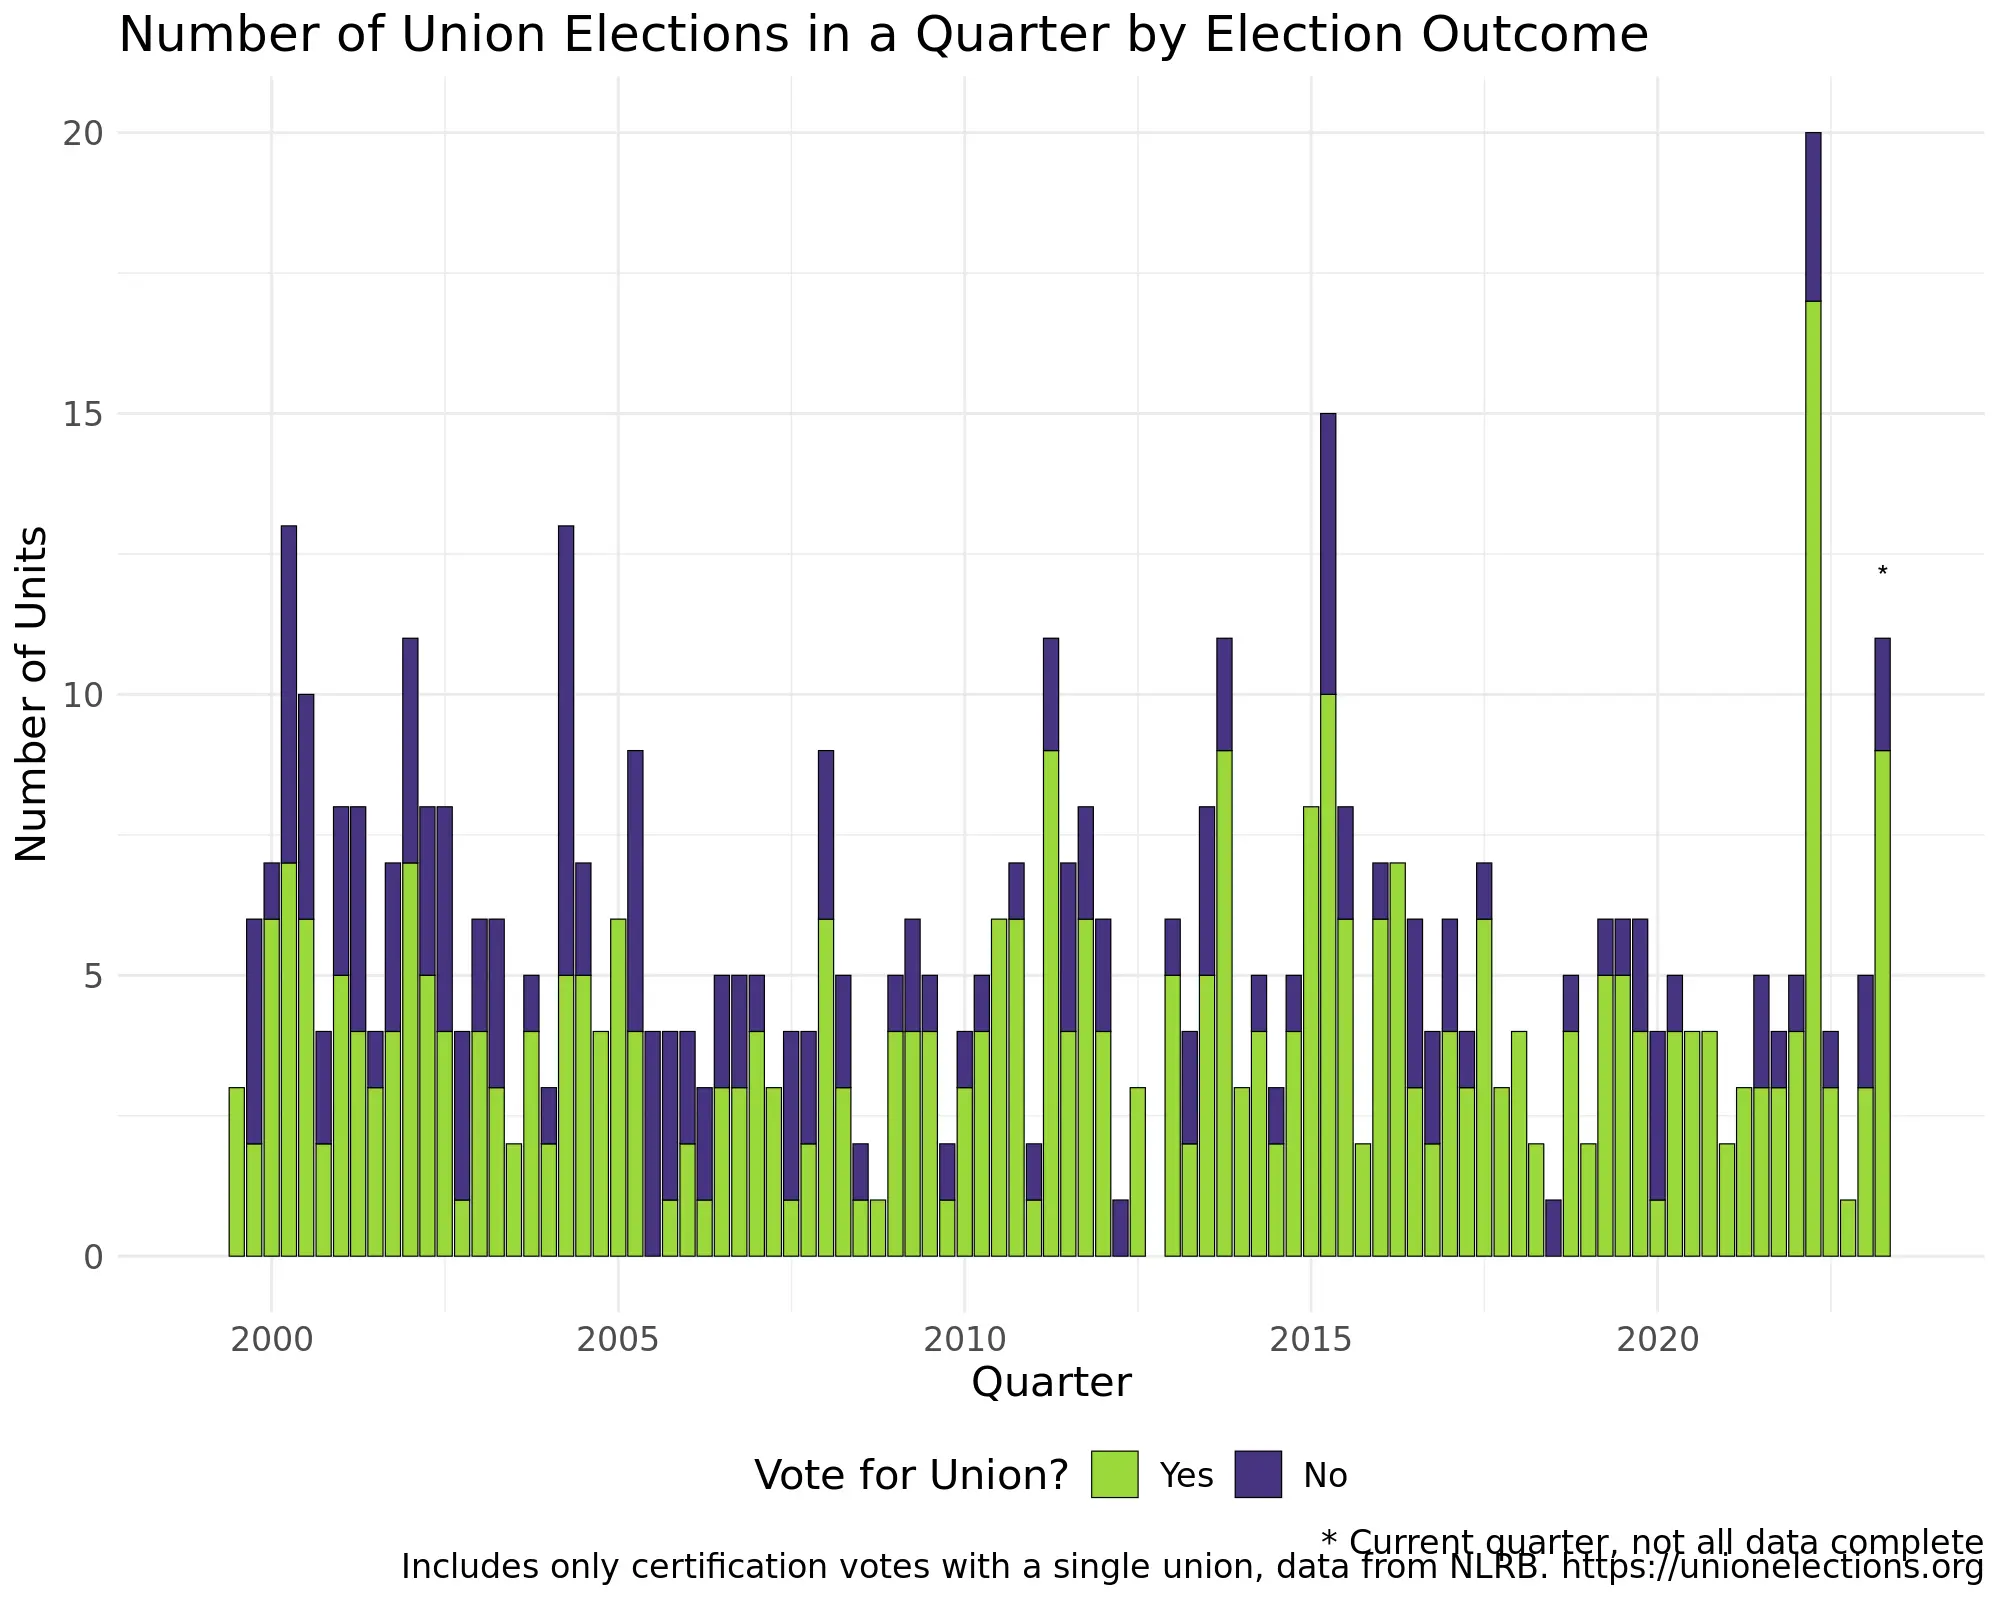 Number of Union Elections in a Quarter by Election Outcome
20
15
10
5
0
Number of Units
*
2000 2005 2010 2015 2020
Quarter
Vote for Union? Yes No
* Current quarter, not all data complete
Includes only certification votes with a single union, data from NLRB. https://unionelections.org